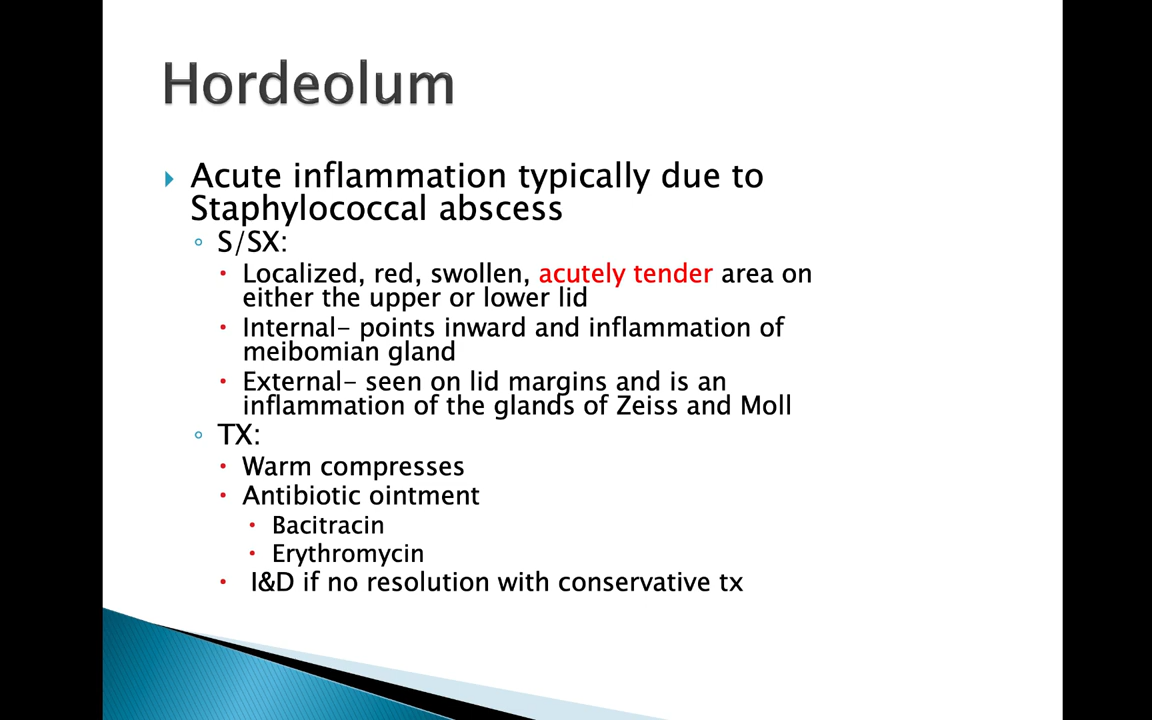 Hordeolum
Acute inflammation typically due to
Staphylococcal abscess
S/SX:
Localized, red, swollen, acutely tender area on
either the upper or lower lid
Internal– points inward and inflammation of
meibomian gland
External– seen on lid margins and is an
inflammation of the glands of Zeiss and Moll
TX:
Warm compresses
Antibiotic ointment
Bacitracin
Erythromycin
I&D if no resolution with conservative tx